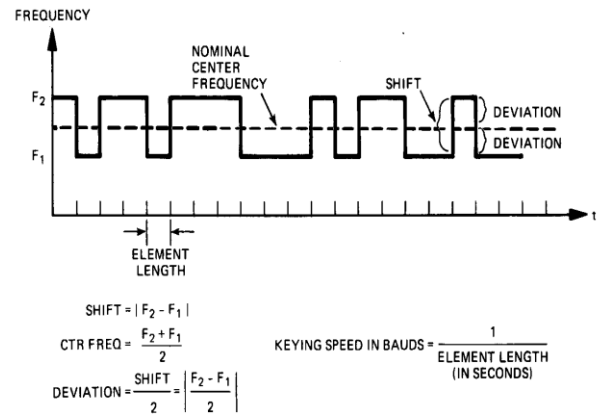 FREQUENCY
NOMINAL
CENTER
FREQUENCY
SHIFT
F2
DEVIATION
DEVIATION
F1
t
ELEMENT
LENGTH
SHIFT = | F2 - F1 |
CTR FREQ = F2 + F1 / 2
KEYING SPEED IN BAUDS = 1 / ELEMENT LENGTH
(IN SECONDS)
DEVIATION = SHIFT / 2 = | F2 - F1 / 2 |